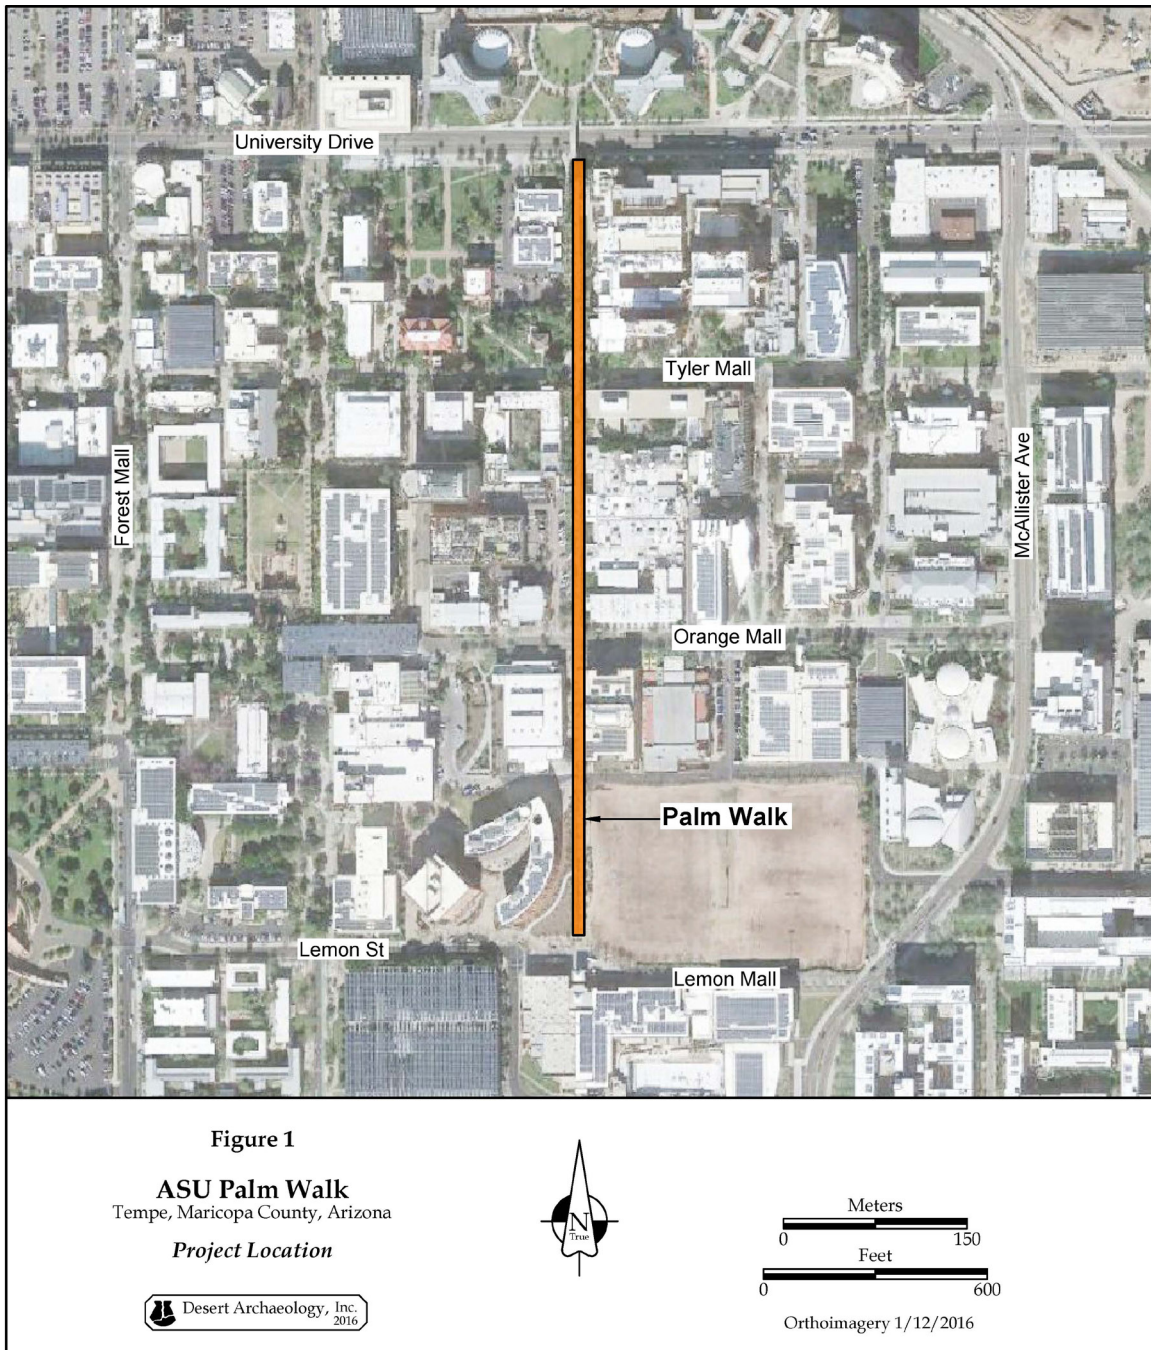 University Drive
Tyler Mall
Forest Mall
McAllister Ave
Orange Mall
Palm Walk
Lemon St
Lemon Mall
Figure 1
ASU Palm Walk
Tempe, Maricopa County, Arizona
Project Location
Desert Archaeology, Inc.
2016
N
True
Meters
0 150
Feet
0 600
Orthoimagery 1/12/2016